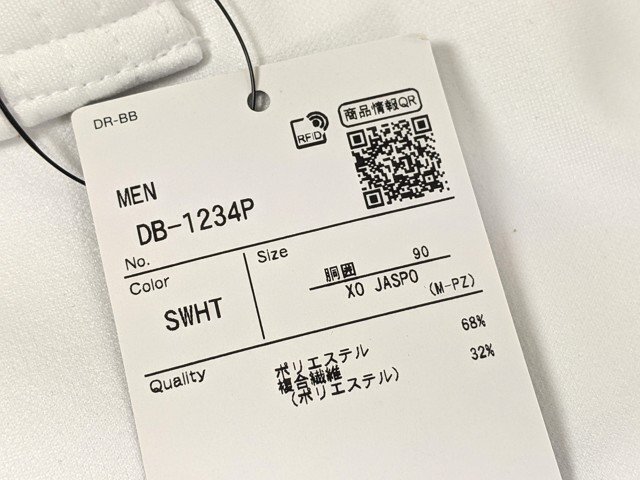 DR-BB
RFID
商品情報QR
MEN
DB-1234P
No.
Color
SWHT
Size
胴囲 90
XO JASPO
(M-PZ)
Quality
ポリエステル 68%
複合繊維 32%
(ポリエステル)